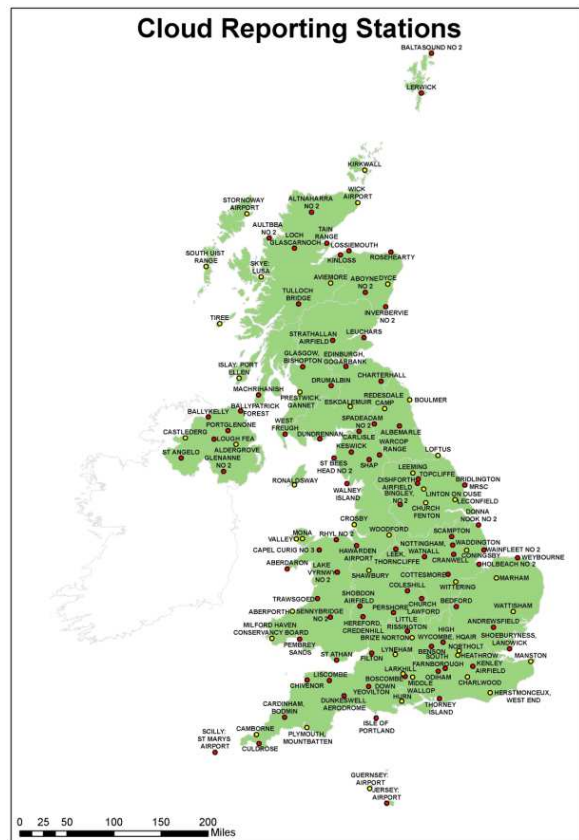 Cloud Reporting Stations
BALTASOUND NO 2
LERWICK
KIRKWALL
WICK
AIRPORT
STORNOWAY
AIRPORT
ALTNAHARRA
NO 2
AULTBEA
NO 2
LOCH
GLASCARNOCH
TAIN
RANGE
LOSSIEMOUTH
KINLOSS
ROSEHEARTY
SOUTH UIST
RANGE
SKYE:
LUSA
AVIEMORE
ABOYNE
NO 2
DYCE
TULLOCH
BRIDGE
INVERBERVIE
NO 2
TIREE
STRATHALLAN
AIRFIELD
LEUCHARS
GLASGOW,
BISHOPTON
EDINBURGH,
GOGARBANK
ISLAY: PORT
ELLEN
DRUMALBIN
CHARTERHALL
MACHRIHANISH
PRESTWICK,
GANNET
ESKDALEMUIR
REDESDALE
CAMP
BOULMER
BALLYKELLY
BALLYPATRICK
FOREST
PORTGLENONE
CASTLEDERG
LOUGH FEA
ALDERGROVE
ST ANGELO
GLENANNE
NO 2
WEST
FREUGH
DUNDRENNAN
SPADEADAM
NO 2
CARLISLE
ALBEMARLE
KESWICK
WARCOP
RANGE
ST BEES
HEAD NO 2
SHAP
LOFTUS
RONALDSWAY
WALNEY
ISLAND
LEEMING
TOPCLIFFE
DISHFORTH
AIRFIELD
BRIDLINGTON
MRSC
BINGLEY,
NO 2
LINTON ON OUSE
LECONFIELD
CHURCH
FENTON
DONNA
NOOK NO 2
CROSBY
WOODFORD
SCAMPTON
RHYL NO 2
MONA
VALLEY
NOTTINGHAM,
WATNALL
WADDINGTON
CONINGSBY
WAINFLEET NO 2
CAPEL CURIG NO 3
HAWARDEN
AIRPORT
LEEK,
THORNCLIFFE
CRANWELL
HOLBEACH NO 2
WEYBOURNE
ABERDARON
LAKE
VYRNWY
NO 2
SHAWBURY
COTTESMORE
WITTERING
MARHAM
COLESHILL
TRAWSGOED
SHOBDON
AIRFIELD
CHURCH
LAWFORD
BEDFORD
WATTISHAM
ABERPORTH
SENNYBRIDGE
NO 2
PERSHORE
ANDREWSFIELD
MILFORD HAVEN
CONSERVANCY BOARD
HEREFORD,
CREDENHILL
LITTLE
RISSINGTON
HIGH
WYCOMBE, HQAIR
SHOEBURYNESS,
LANDWICK
PEMBREY
SANDS
BRIZE NORTON
NORTHOLT
ST ATHAN
FILTON
LYNEHAM
BENSON
SOUTH
HEATHROW
MANSTON
LISCOMBE
CHIVENOR
LARKHILL
BOSCOMBE
DOWN
FARNBOROUGH
ODIHAM
KENLEY
AIRFIELD
CHARLWOOD
YEOVILTON
MIDDLE
WALLOP
HERSTMONCEUX,
WEST END
CARDINHAM,
BODMIN
DUNKESWELL
AERODROME
HURN
THORNEY
ISLAND
SCILLY:
ST MARYS
AIRPORT
CAMBORNE
CULDROSE
PLYMOUTH,
MOUNTBATTEN
ISLE OF
PORTLAND
GUERNSEY:
AIRPORT
JERSEY:
AIRPORT
0 25 50 100 150 200
Miles